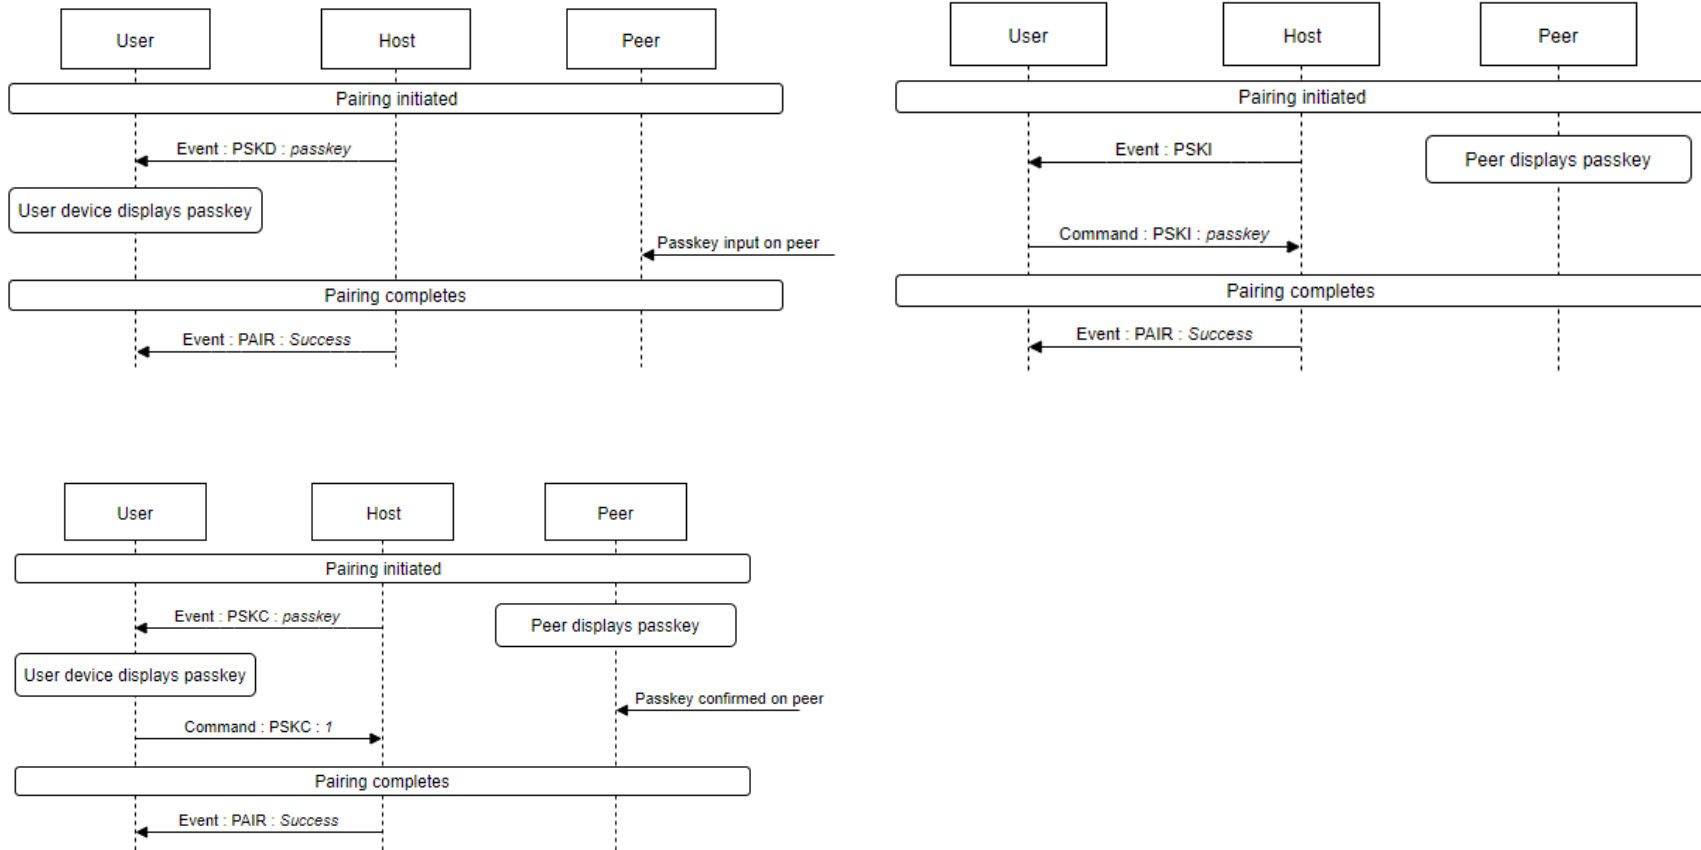 User
Host
Peer
Pairing initiated
Event : PSKD : passkey
User device displays passkey
Passkey input on peer
Pairing completes
Event : PAIR : Success
User
Host
Peer
Pairing initiated
Event : PSKI
Peer displays passkey
Command : PSKI : passkey
Pairing completes
Event : PAIR : Success
User
Host
Peer
Pairing initiated
Event : PSKC : passkey
Peer displays passkey
User device displays passkey
Passkey confirmed on peer
Command : PSKC : 1
Pairing completes
Event : PAIR : Success